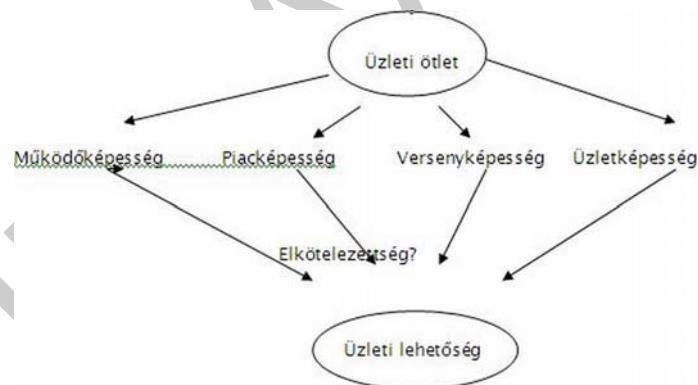 Üzleti ötlet
Működőképesség Piacképesség Versenyképesség Üzletképesség
Elkötelezettség?
Üzleti lehetőség